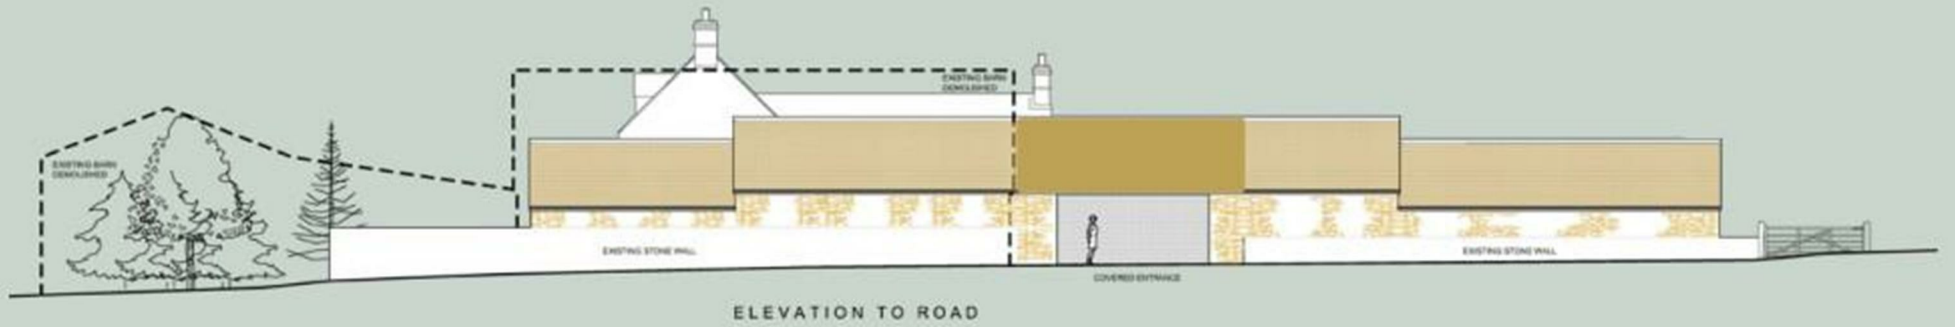 EXISTING BARN
DEMOLISHED
EXISTING BARN
DEMOLISHED
EXISTING STONE WALL
EXISTING STONE WALL
COVERED ENTRANCE
ELEVATION TO ROAD